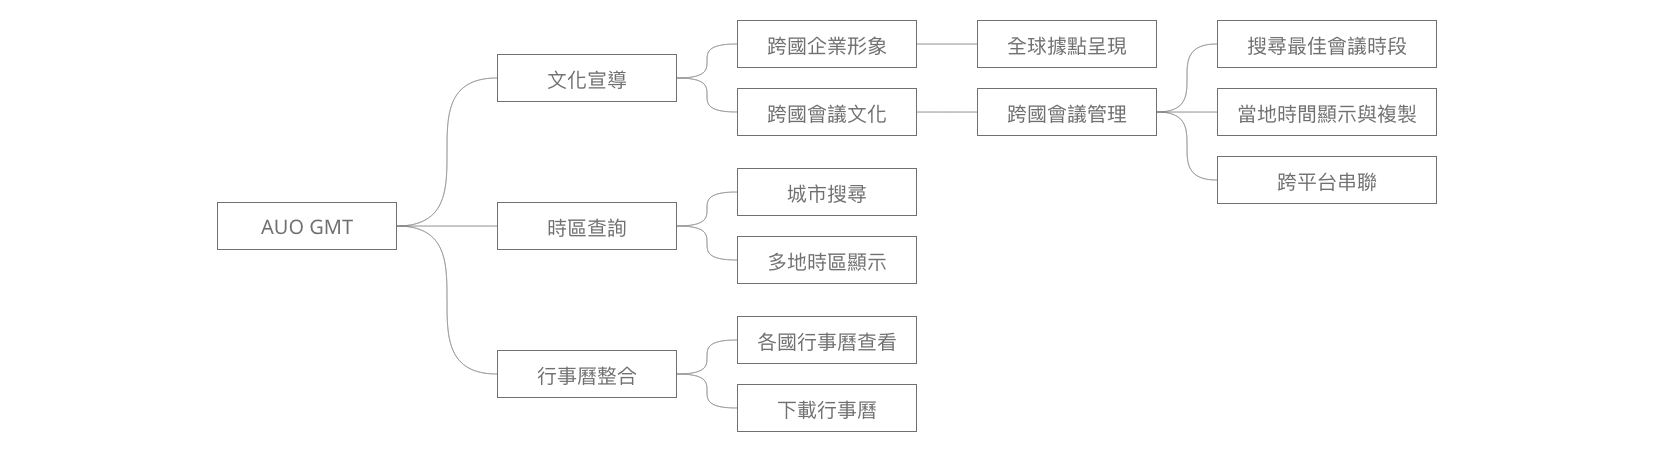 跨國企業形象
全球據點呈現
搜尋最佳會議時段
文化宣導
跨國會議文化
跨國會議管理
當地時間顯示與複製
跨平台串聯
城市搜尋
AUO GMT
時區查詢
多地時區顯示
各國行事曆查看
行事曆整合
下載行事曆